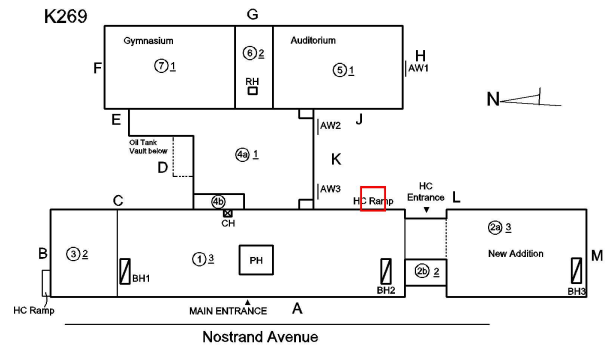 K269
G
Gymnasium
6 2
Auditorium
H
F
7 1
RH
5 1
AW1
N
E
AW2
J
Oil Tank
Vault below
4a 1
K
D
AW3
HC Ramp
HC
Entrance
L
C
4b
CH
2a 3
B
3 2
1 3
PH
New Addition
M
BH1
BH2
2b 2
BH3
HC Ramp
MAIN ENTRANCE
A
Nostrand Avenue